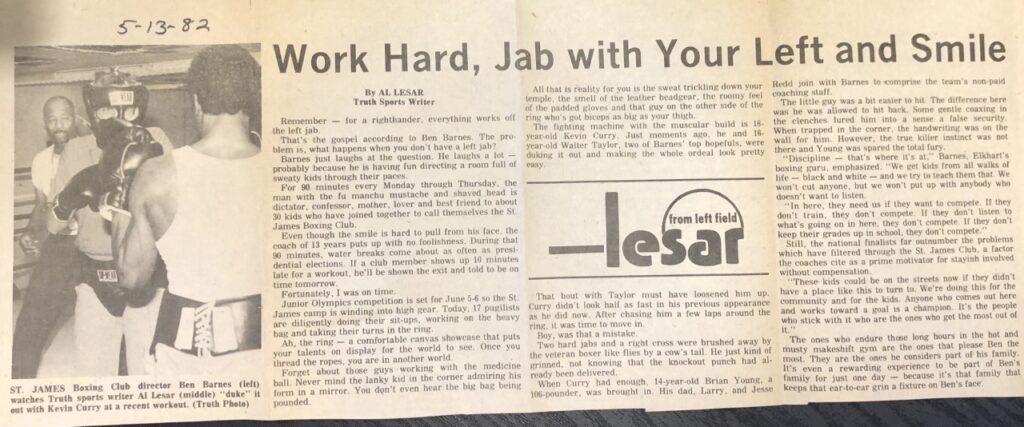 5-13-82
Work Hard, Jab with Your Left and Smile
ST. JAMES Boxing Club director Ben Barnes (left)
watches Truth sports writer Al Lesar (middle) "duke" it
out with Kevin Curry at a recent workout. (Truth Photo)
By AL LESAR
Truth Sports Writer
Remember — for a righthander, everything works off
the left jab.
That's the gospel according to Ben Barnes. The pro-
blem is, what happens when you don't have a left jab?
Barnes just laughs at the question. He laughs a lot —
probably because he is having fun directing a room full of
sweaty kids through their paces.
For 90 minutes every Monday through Thursday, the
man with the fu manchu mustache and shaved head is
dictator, confessor, mother, lover and best friend to about
30 kids who have joined together to call themselves the St.
James Boxing Club.
Even though the smile is hard to pull from his face, the
coach of 13 years puts up with no foolishness. During that
90 minutes, water breaks come about as often as presi-
dential elections. If a club member shows up 10 minutes
late for a workout, he'll be shown the exit and told to be on
time tomorrow.
Fortunately, I was on time.
Junior Olympics competition is set for June 5-6 so the St.
James camp is winding into high gear. Today, 17 pugilists
are diligently doing their sit-ups, working on the heavy
bag and taking their turns in the ring.
Ah, the ring — a comfortable canvas showcase that puts
your talents on display for the world to see. Once you
thread the ropes, you are in another world.
Forget about those guys working with the medicine
ball. Never mind the lanky kid in the corner admiring his
form in a mirror. You don't even hear the big bag being
pounded.
All that is reality for you is the sweat trickling down your
temple, the smell of the leather headgear, the roomy feel
of the padded gloves and that guy on the other side of the
ring who's got biceps as big as your thigh.
The fighting machine with the muscular build is 18-
year-old Kevin Curry. Just moments ago, he and 16-
year-old Walter Taylor, two of Barnes' top hopefuls, were
duking it out and making the whole ordeal look pretty
easy.
from left field
lesar
That bout with Taylor must have loosened him up.
Curry didn't look half as fast in his previous appearance
as he did now. After chasing him a few laps around the
ring, it was time to move in.
Boy, was that a mistake.
Two hard jabs and a right cross were brushed away by
the veteran boxer like flies by a cow's tail. He just kind of
grinned, not knowing that the knockout punch had al-
ready been delivered.
When Curry had enough, 14-year-old Brian Young, a
106-pounder, was brought in. His dad, Larry, and Jesse
Redd join with Barnes to comprise the team's non-paid
coaching staff.
The little guy was a bit easier to hit. The difference here
was he was allowed to hit back. Some gentle coaxing in
the clenches lured him into a sense a false security.
When trapped in the corner, the handwriting was on the
wall for him. However, the true killer instinct was not
there and Young was spared the total fury.
"Discipline — that's where it's at," Barnes, Elkhart's
boxing guru, emphasized. "We get kids from all walks of
life — black and white — and we try to teach them that. We
won't cut anyone, but we won't put up with anybody who
doesn't want to listen.
"In here, they need us if they want to compete. If they
don't train, they don't compete. If they don't listen to
what's going on in here, they don't compete. If they don't
keep their grades up in school, they don't compete."
Still, the national finalists far outnumber the problems
which have filtered through the St. James Club, a factor
the coaches cite as a prime motivator for stayinh involved
without compensation.
"These kids could be on the streets now if they didn't
have a place like this to turn to. We're doing this for the
community and for the kids. Anyone who comes out here
and works toward a goal is a champion. It's the people
who stick with it who are the ones who get the most out of
it."
The ones who endure those long hours in the hot and
musty makeshift gym are the ones that please Ben the
most. They are the ones he considers part of his family.
It's even a rewarding experience to be part of Ben's
family for just one day — because it's that family that
keeps that ear-to-ear grin a fixture on Ben's face.